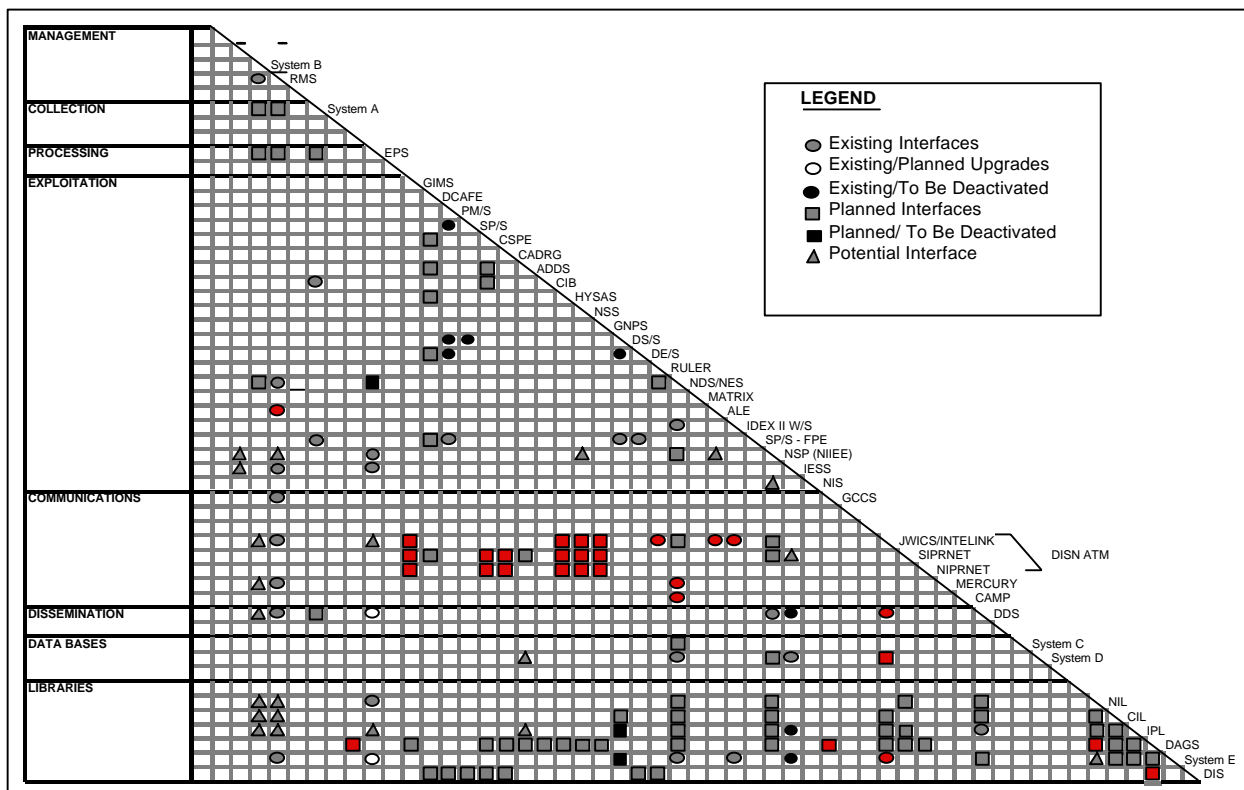 MANAGEMENT
System B
RMS
COLLECTION
System A
LEGEND
Existing Interfaces
Existing/Planned Upgrades
Existing/To Be Deactivated
Planned Interfaces
Planned/ To Be Deactivated
Potential Interface
PROCESSING
EPS
EXPLOITATION
GIMS
DCAFE
PM/S
SP/S
CSPE
CADRG
ADDS
CIB
HYSAS
NSS
GNPS
DS/S
DE/S
RULER
NDS/NES
MATRIX
ALE
IDEX II W/S
SP/S - FPE
NSP (NIIEE)
IESS
NIS
COMMUNICATIONS
GCCS
JWICS/INTELINK
SIPRNET
DISN ATM
NIPRNET
MERCURY
CAMP
DISSEMINATION
DDS
DATA BASES
System C
System D
LIBRARIES
NIL
CIL
IPL
DAGS
System E
DIS